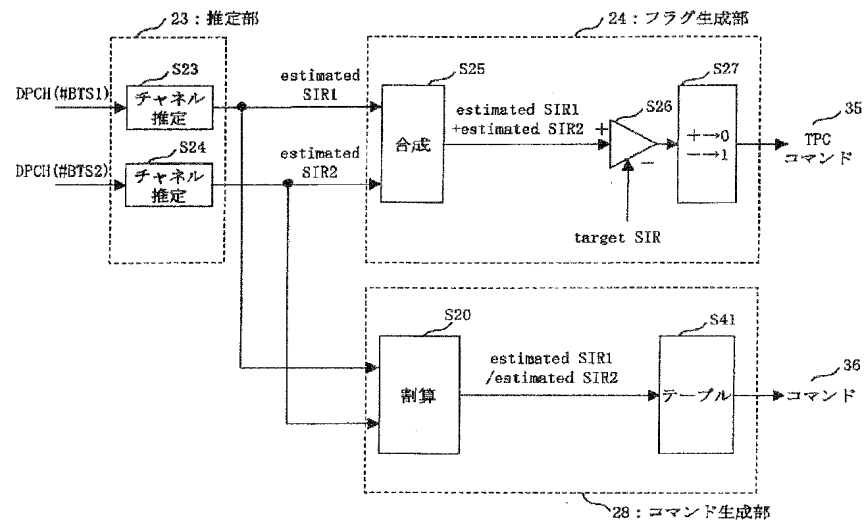 23：推定部
24：フラグ生成部
S23
DPCH(#BTS1)
チャネル
推定
estimated
SIR1
S24
DPCH(#BTS2)
チャネル
推定
estimated
SIR2
S25
合成
estimated SIR1
+estimated SIR2
+
S26
−
target SIR
S27
＋→0
−→1
35
TPC
コマンド
S20
割算
estimated SIR1
/estimated SIR2
S41
テーブル
36
コマンド
28：コマンド生成部